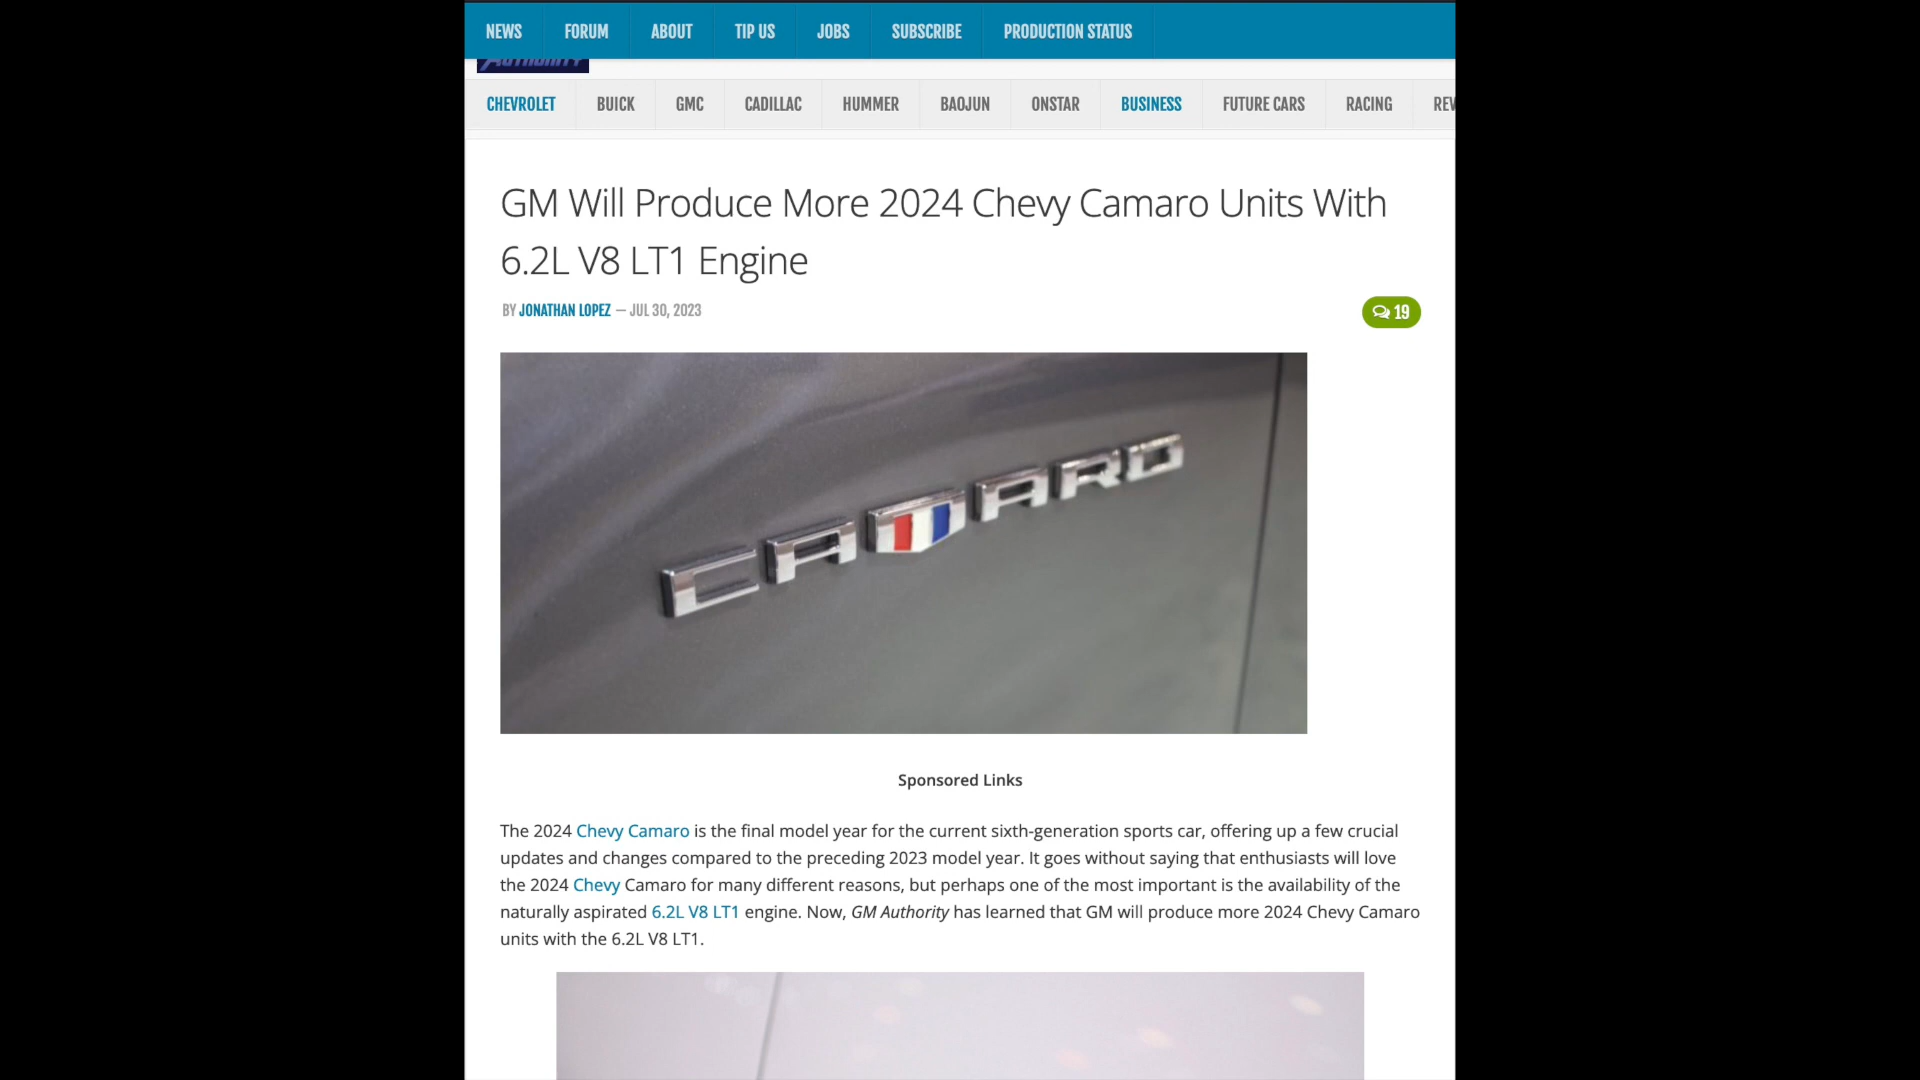 NEWS FORUM ABOUT TIP US JOBS SUBSCRIBE PRODUCTION STATUS
AUTHORITY
CHEVROLET BUICK GMC CADILLAC HUMMER BAOJUN ONSTAR BUSINESS FUTURE CARS RACING REV
GM Will Produce More 2024 Chevy Camaro Units With
6.2L V8 LT1 Engine
BY JONATHAN LOPEZ — JUL 30, 2023
19
CAMARO
Sponsored Links
The 2024 Chevy Camaro is the final model year for the current sixth-generation sports car, offering up a few crucial
updates and changes compared to the preceding 2023 model year. It goes without saying that enthusiasts will love
the 2024 Chevy Camaro for many different reasons, but perhaps one of the most important is the availability of the
naturally aspirated 6.2L V8 LT1 engine. Now, GM Authority has learned that GM will produce more 2024 Chevy Camaro
units with the 6.2L V8 LT1.